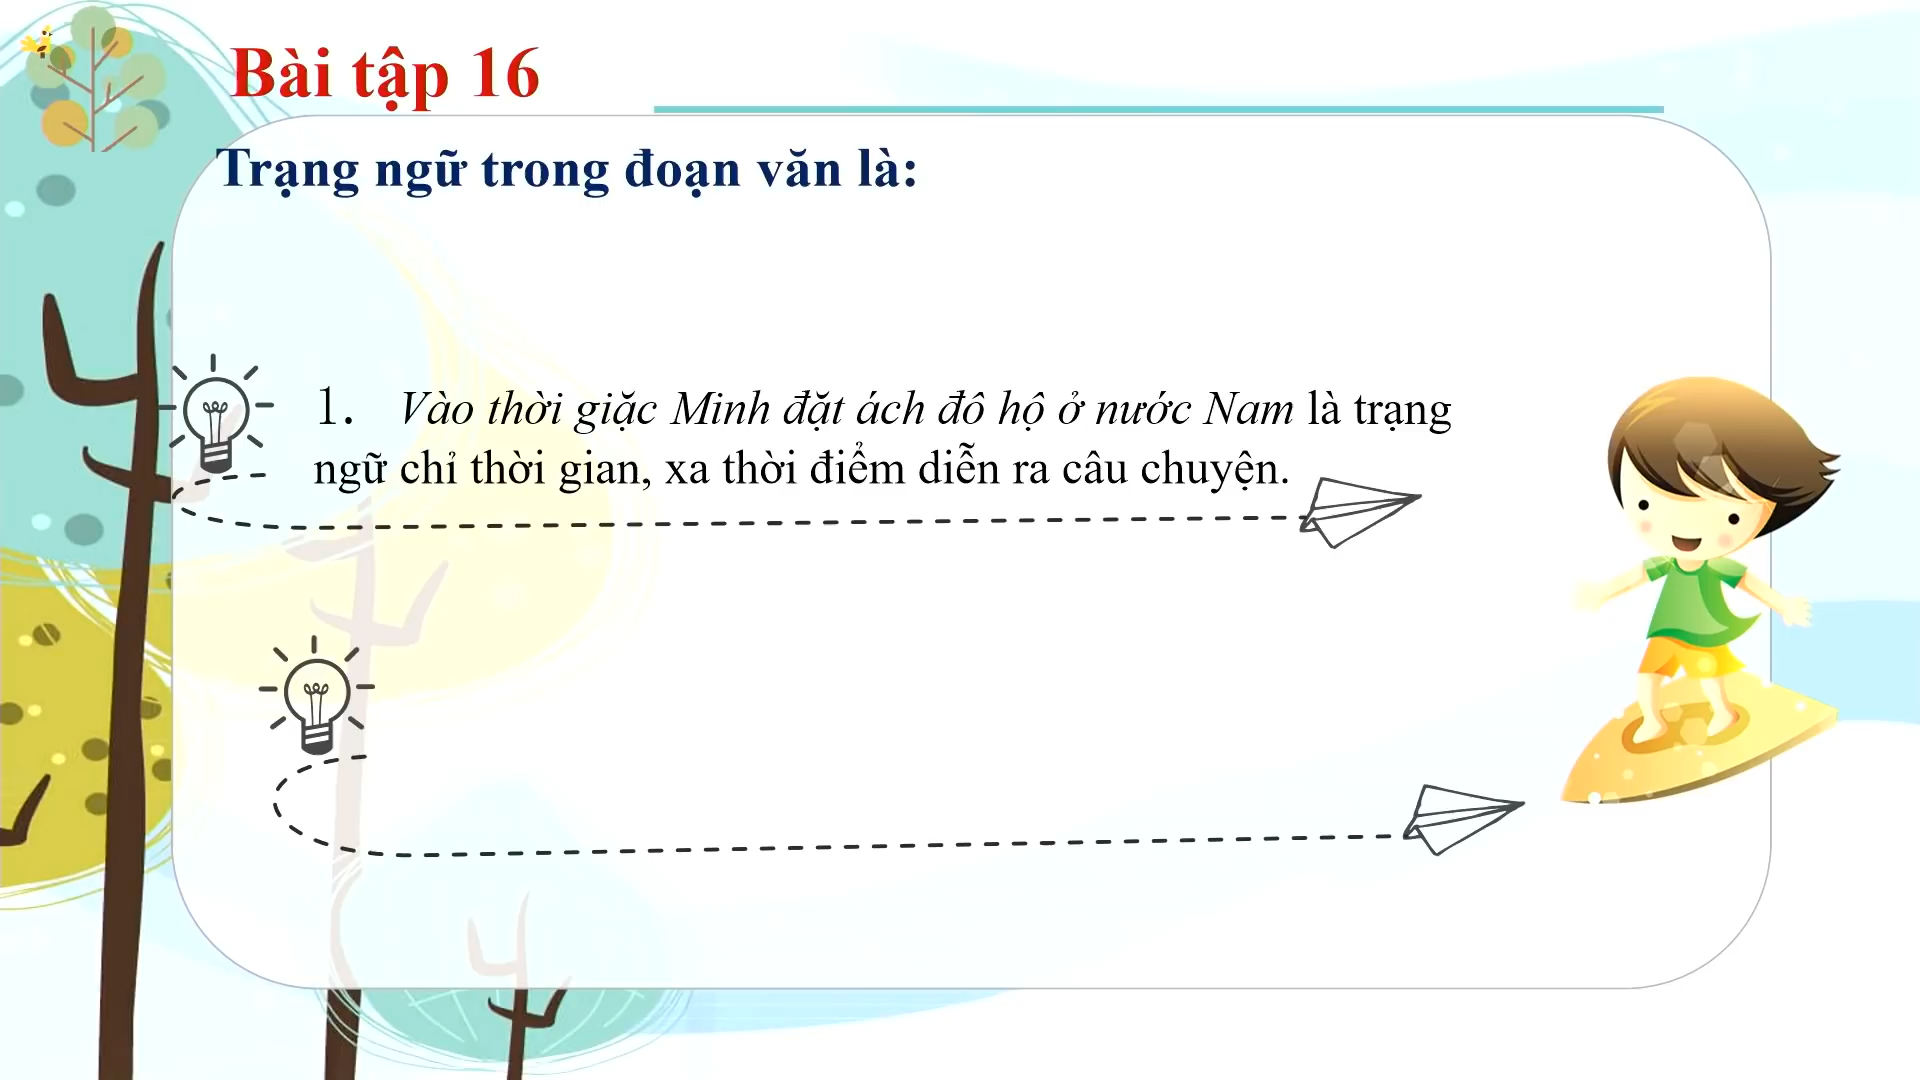 Bài tập 16
Trạng ngữ trong đoạn văn là:
1. Vào thời giặc Minh đặt ách đô hộ ở nước Nam là trạng
ngữ chỉ thời gian, xa thời điểm diễn ra câu chuyện.